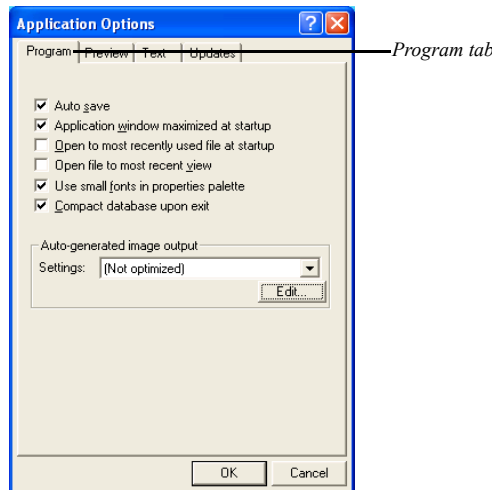 Application Options
Program Preview Text Updates
Program tab
Auto save
Application window maximized at startup
Open to most recently used file at startup
Open file to most recent view
Use small fonts in properties palette
Compact database upon exit
Auto-generated image output
Settings: (Not optimized)
Edit...
OK Cancel